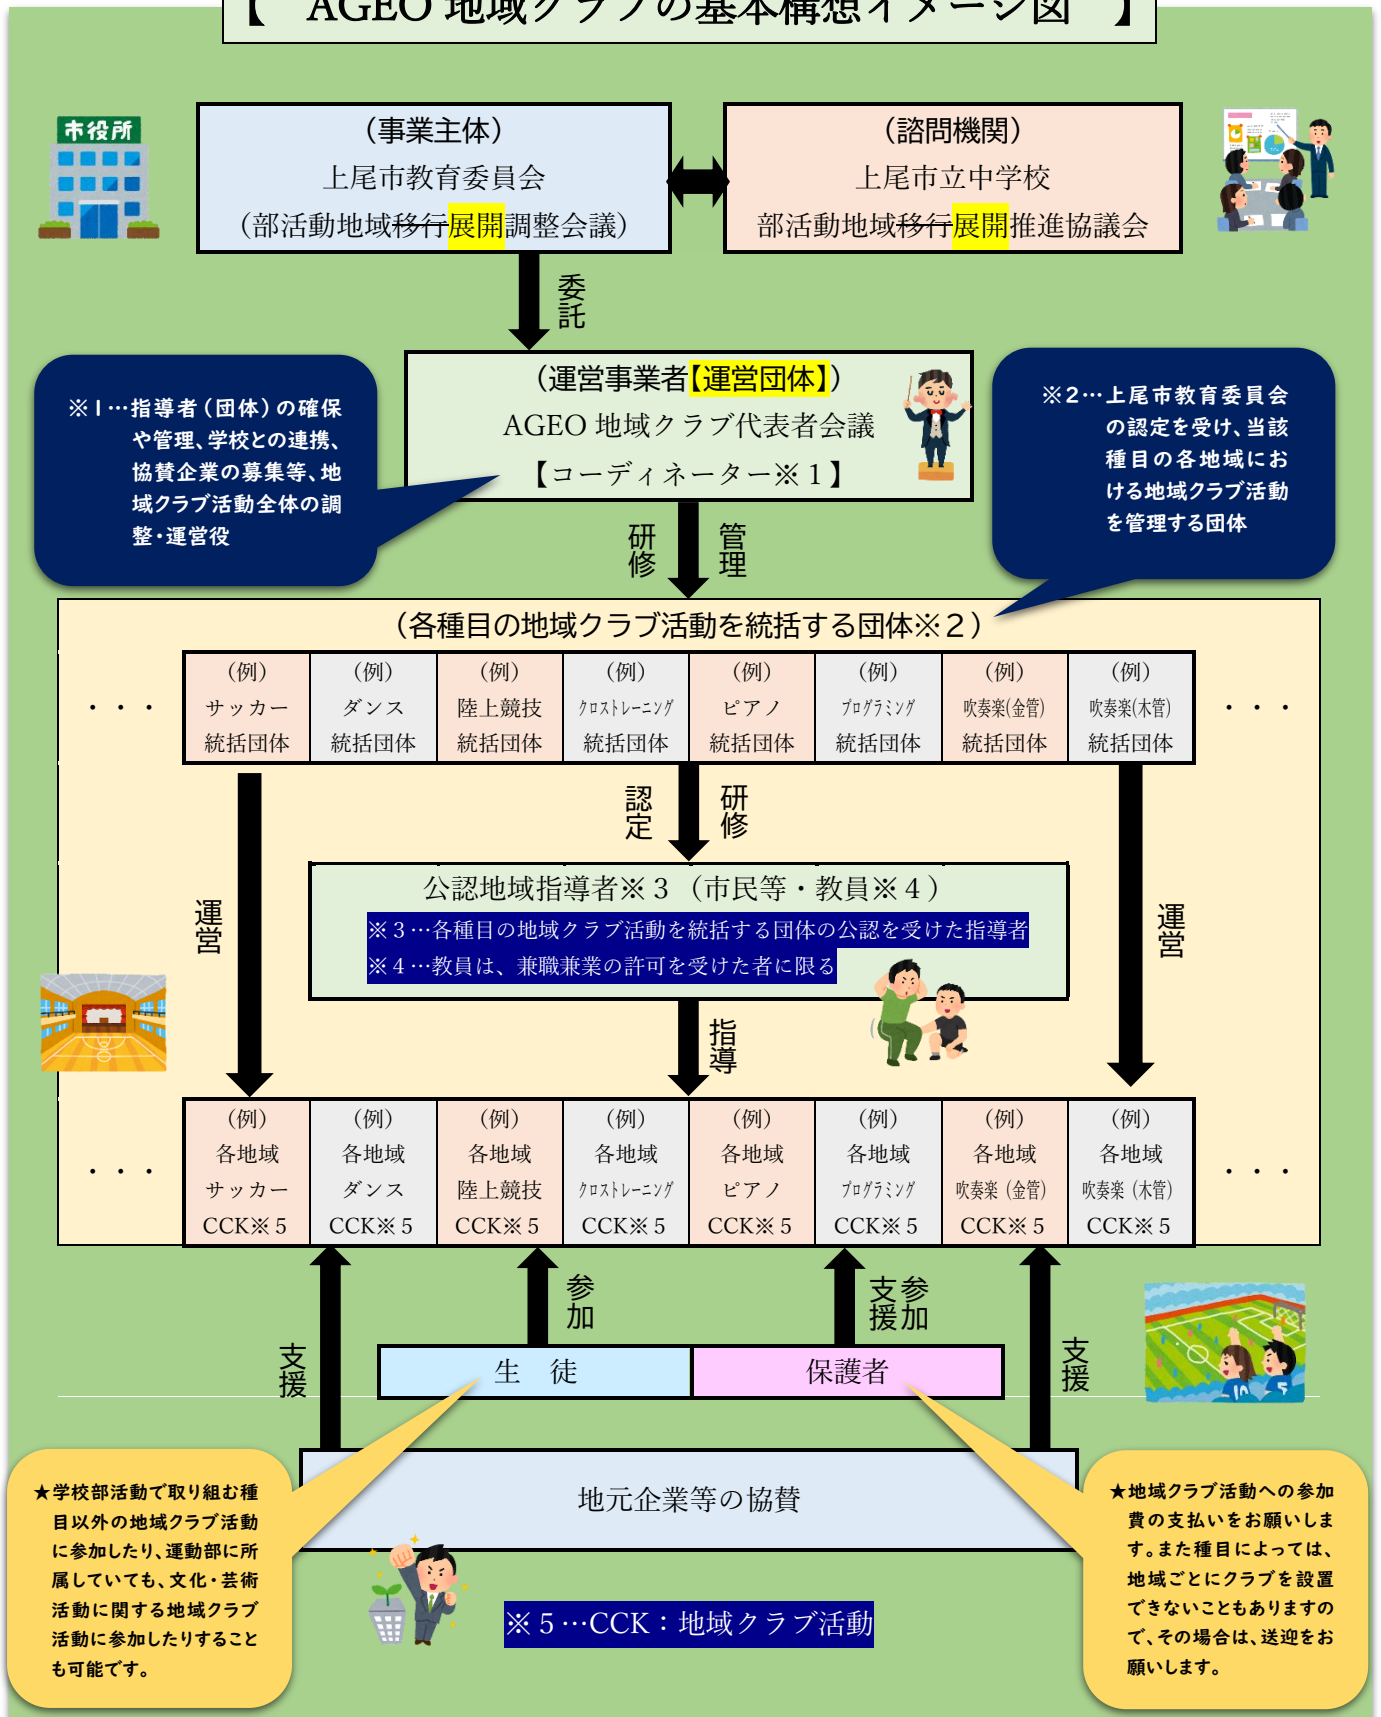 【　AGEO 地域クラブの基本構想イメージ図　】
市役所
（事業主体）
上尾市教育委員会
（部活動地域移行展開調整会議）
（諮問機関）
上尾市立中学校
部活動地域移行展開推進協議会
委託
※1…指導者（団体）の確保
や管理、学校との連携、
協賛企業の募集等、地
域クラブ活動全体の調
整・運営役
（運営事業者【運営団体】）
AGEO 地域クラブ代表者会議
【コーディネーター※１】
※2…上尾市教育委員会
の認定を受け、当該
種目の各地域にお
ける地域クラブ活動
を管理する団体
研修
管理
（各種目の地域クラブ活動を統括する団体※２）
・・・
（例）
サッカー
統括団体
（例）
ダンス
統括団体
（例）
陸上競技
統括団体
（例）
クロストレーニング
統括団体
（例）
ピアノ
統括団体
（例）
プログラミング
統括団体
（例）
吹奏楽(金管)
統括団体
（例）
吹奏楽(木管)
統括団体
・・・
認定
研修
運営
公認地域指導者※３（市民等・教員※４）
※３…各種目の地域クラブ活動を統括する団体の公認を受けた指導者
※４…教員は、兼職兼業の許可を受けた者に限る
運営
指導
・・・
（例）
各地域
サッカー
CCK※５
（例）
各地域
ダンス
CCK※５
（例）
各地域
陸上競技
CCK※５
（例）
各地域
クロストレーニング
CCK※５
（例）
各地域
ピアノ
CCK※５
（例）
各地域
プログラミング
CCK※５
（例）
各地域
吹奏楽（金管）
CCK※５
（例）
各地域
吹奏楽（木管）
CCK※５
・・・
支援
参加
参加
支援
支援
生　徒
保護者
10
5
地元企業等の協賛
★学校部活動で取り組む種
目以外の地域クラブ活動
に参加したり、運動部に所
属していても、文化・芸術
活動に関する地域クラブ
活動に参加したりすること
も可能です。
★地域クラブ活動への参加
費の支払いをお願いしま
す。また種目によっては、
地域ごとにクラブを設置
できないこともありますの
で、その場合は、送迎をお
願いします。
※５…CCK：地域クラブ活動